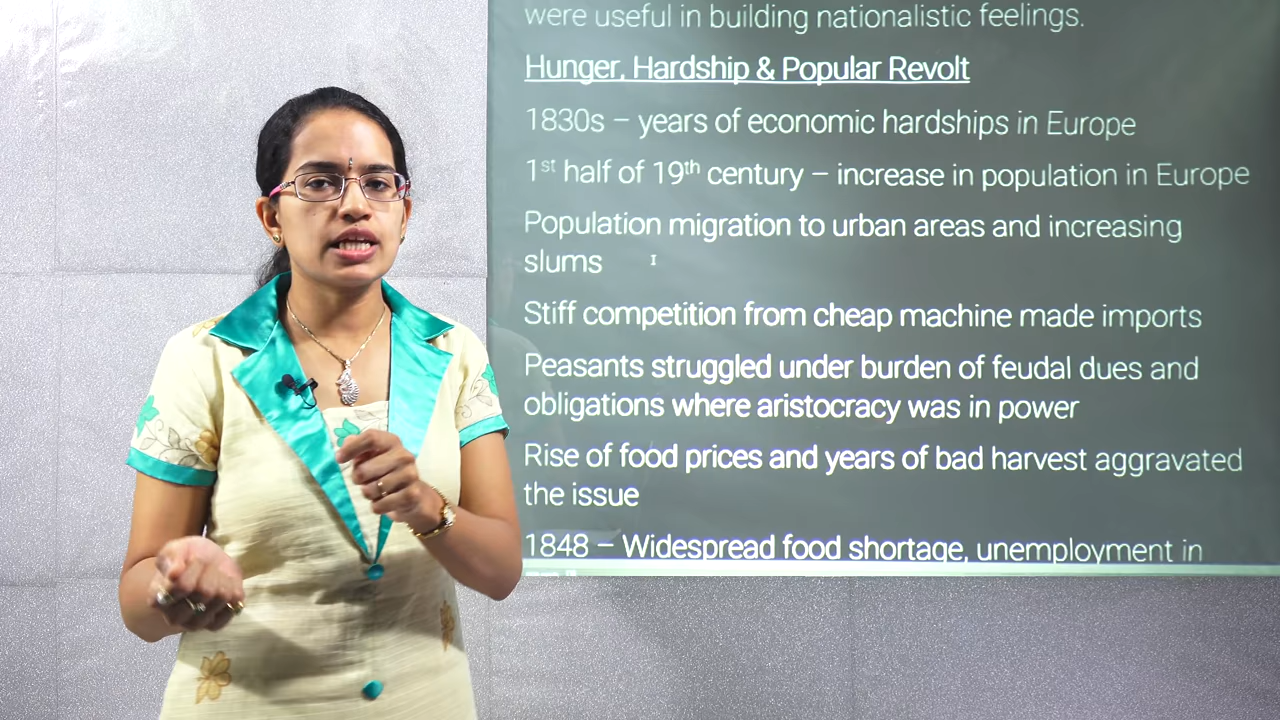 were useful in building nationalistic feelings.
Hunger, Hardship & Popular Revolt
1830s – years of economic hardships in Europe
1st half of 19th century – increase in population in Europe
Population migration to urban areas and increasing
slums
Stiff competition from cheap machine made imports
Peasants struggled under burden of feudal dues and
obligations where aristocracy was in power
Rise of food prices and years of bad harvest aggravated
the issue
1848 – Widespread food shortage, unemployment in